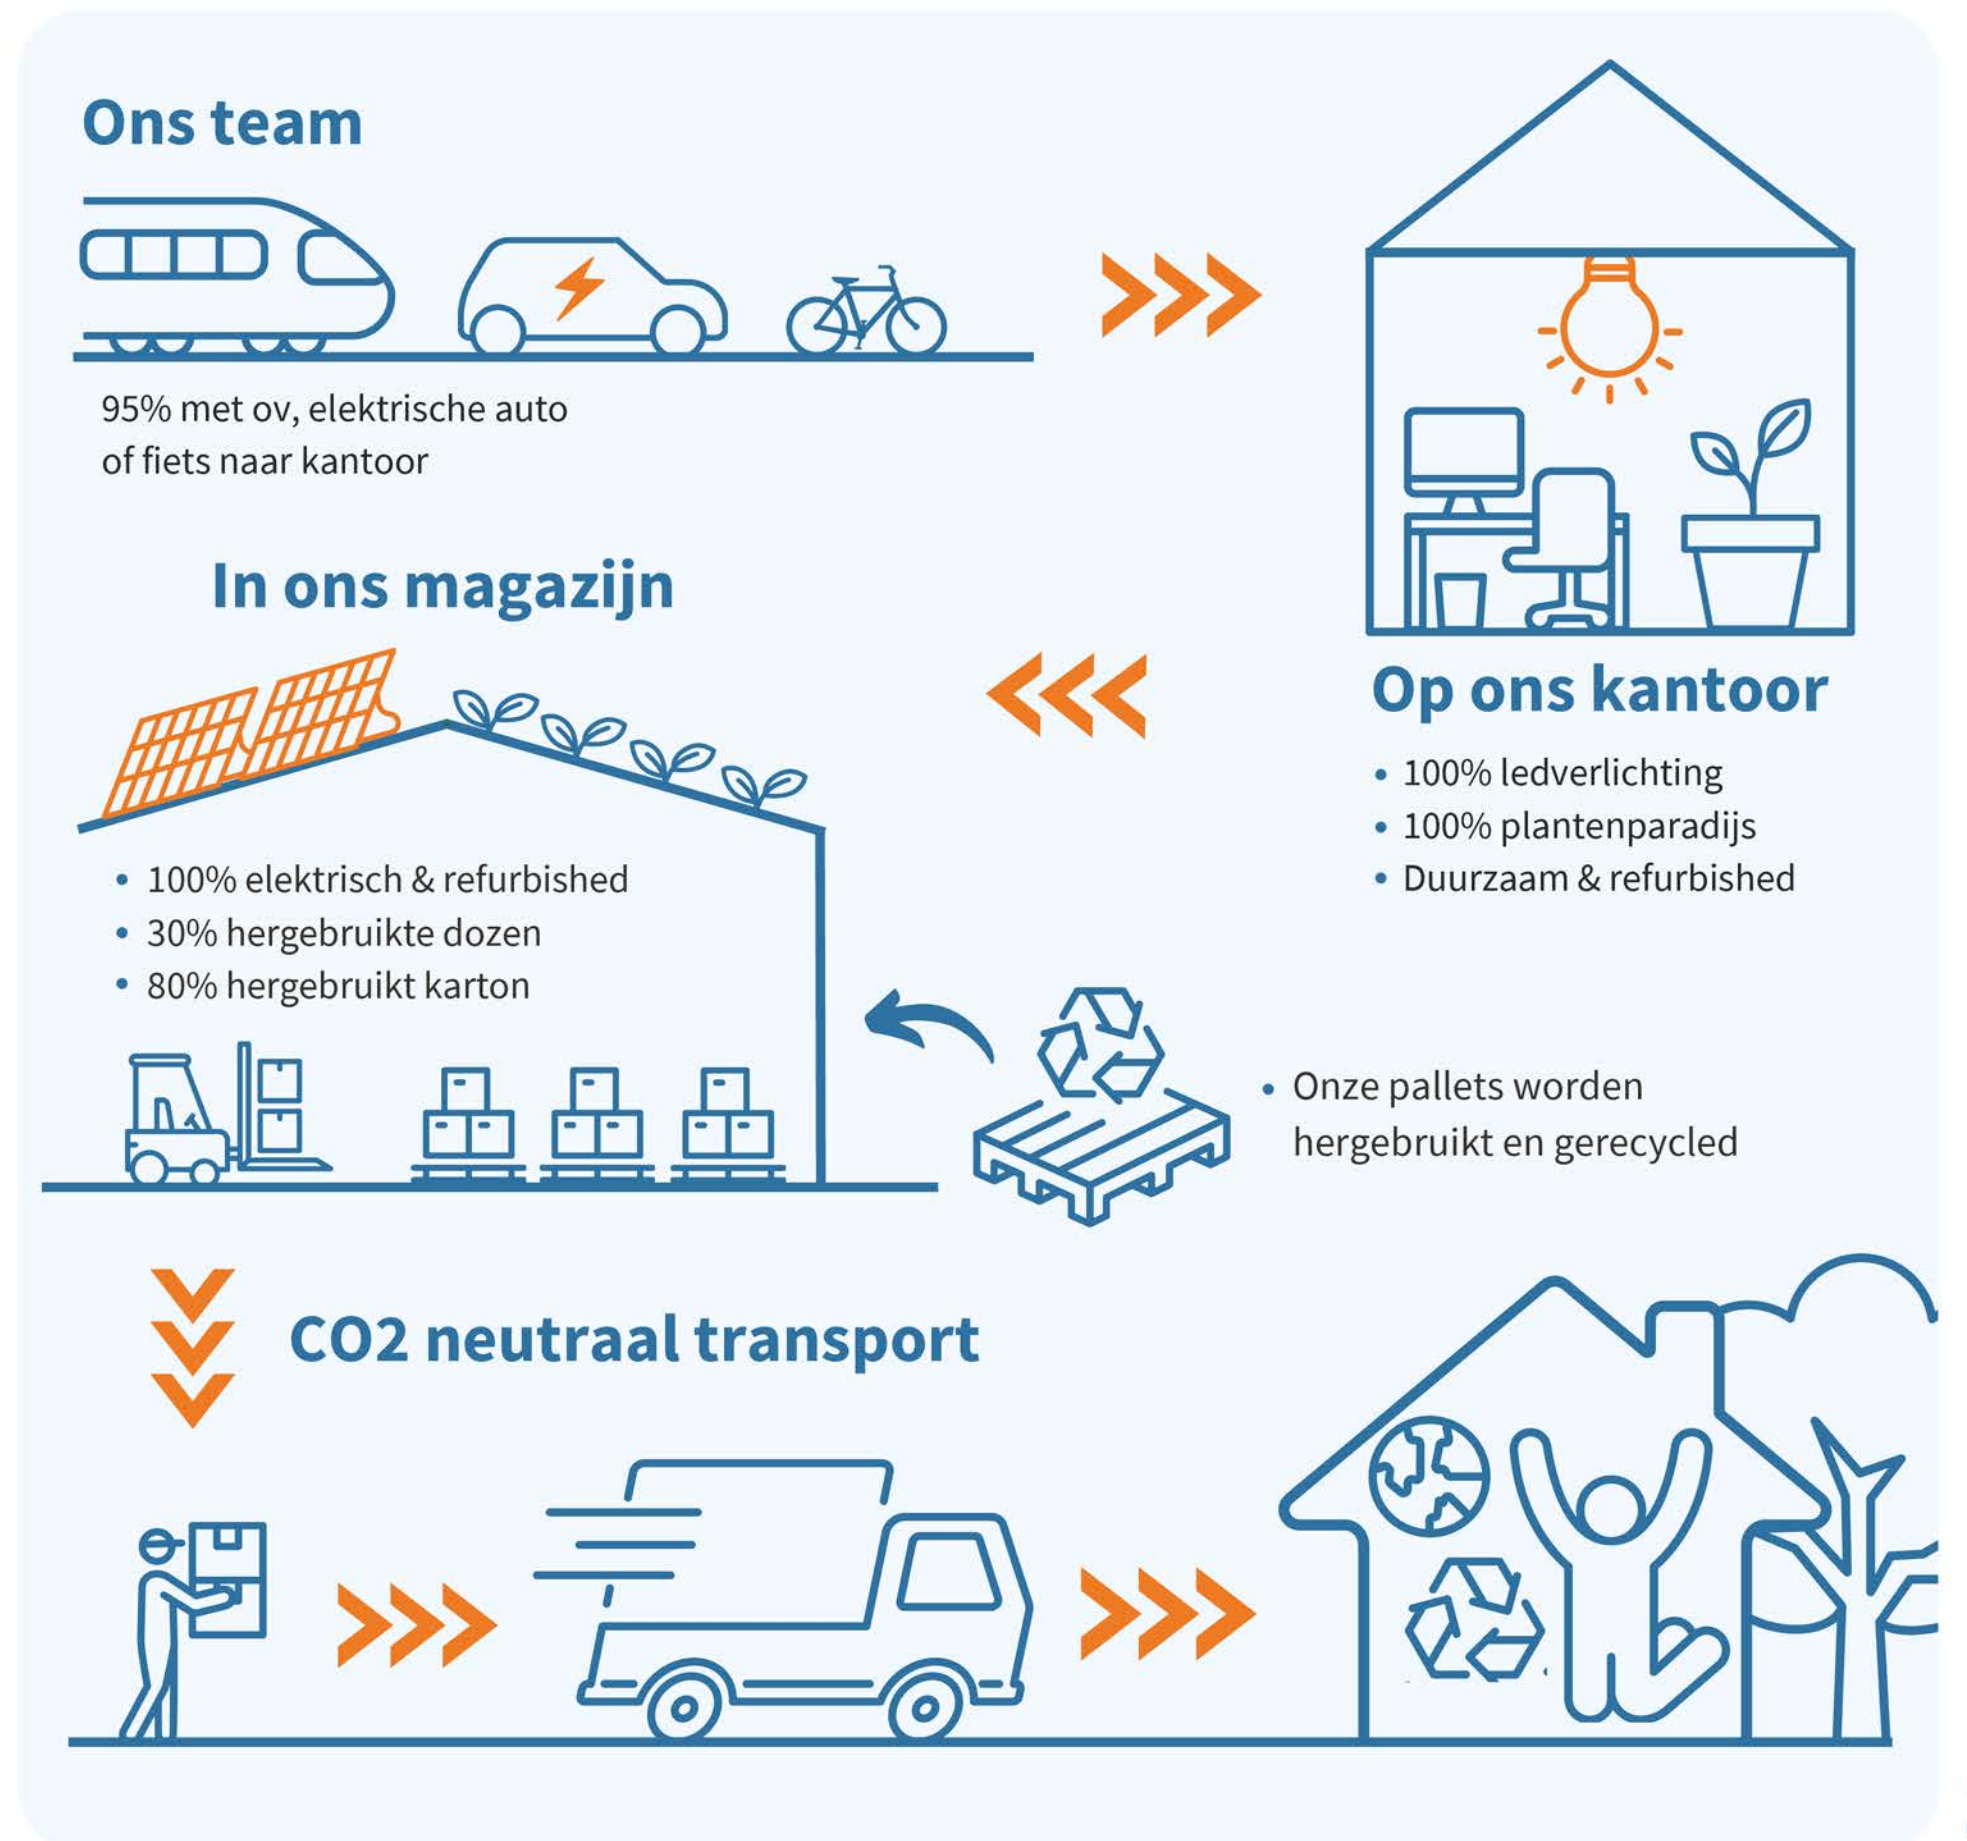 Ons team
95% met ov, elektrische auto
of fiets naar kantoor
Op ons kantoor
• 100% ledverlichting
• 100% plantenparadijs
• Duurzaam & refurbished
In ons magazijn
• 100% elektrisch & refurbished
• 30% hergebruikte dozen
• 80% hergebruikt karton
• Onze pallets worden
hergebruikt en gerecycled
CO2 neutraal transport